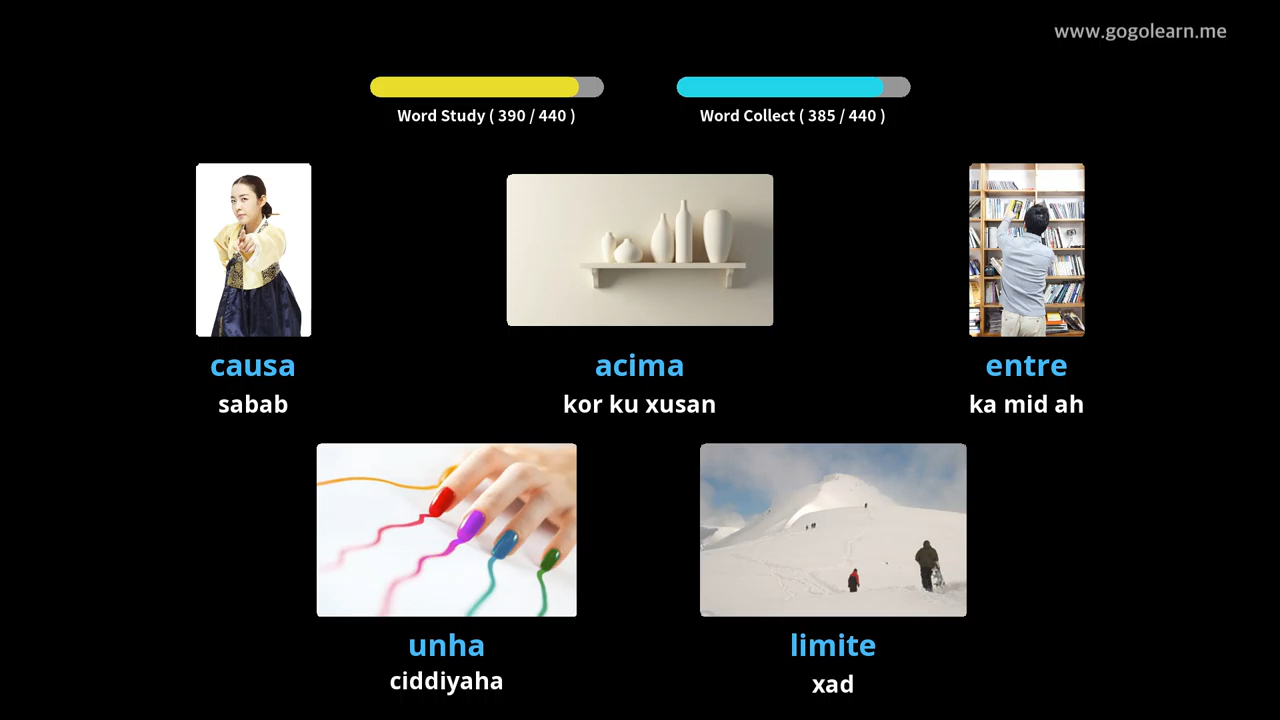 www.gogolearn.me
Word Study ( 390 / 440 )
Word Collect ( 385 / 440 )
causa
sabab
acima
kor ku xusan
entre
ka mid ah
unha
ciddiyaha
limite
xad